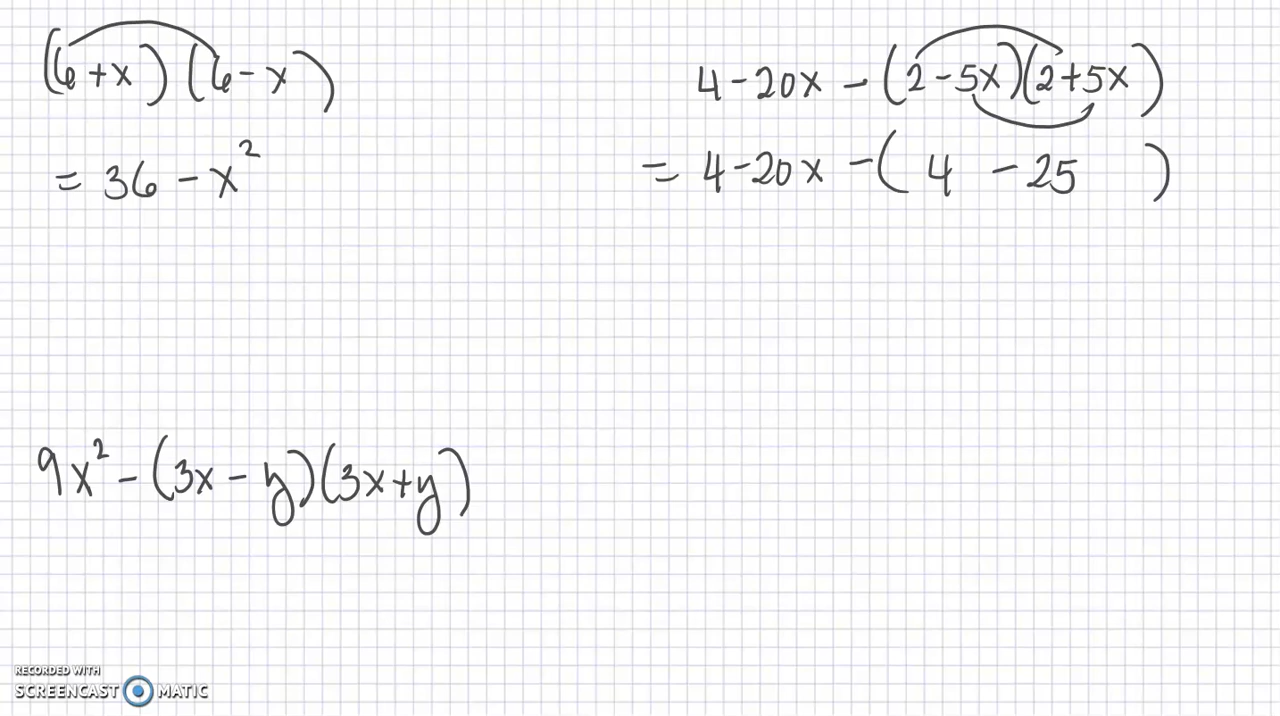 (6+x)(6-x)
= 36 - x²
4-20x - (2-5x)(2+5x)
= 4-20x - ( 4 - 25 )
9x² - (3x - y)(3x+y)
RECORDED WITH
SCREENCAST MATIC